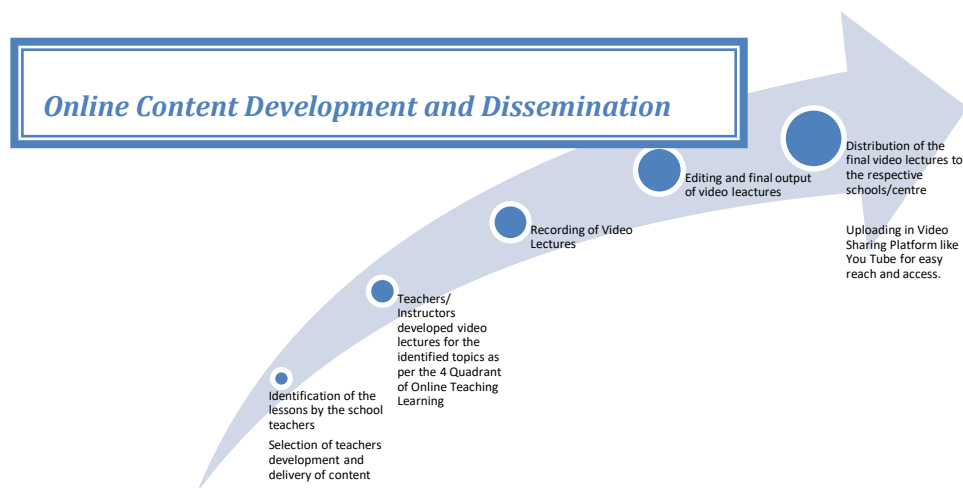 Online Content Development and Dissemination
Identification of the
lessons by the school
teachers
Selection of teachers
development and
delivery of content
Teachers/
Instructors
developed video
lectures for the
identified topics as
per the 4 Quadrant
of Online Teaching
Learning
Recording of Video
Lectures
Editing and final output
of video leactures
Distribution of the
final video lectures to
the respective
schools/centre
Uploading in Video
Sharing Platform like
You Tube for easy
reach and access.